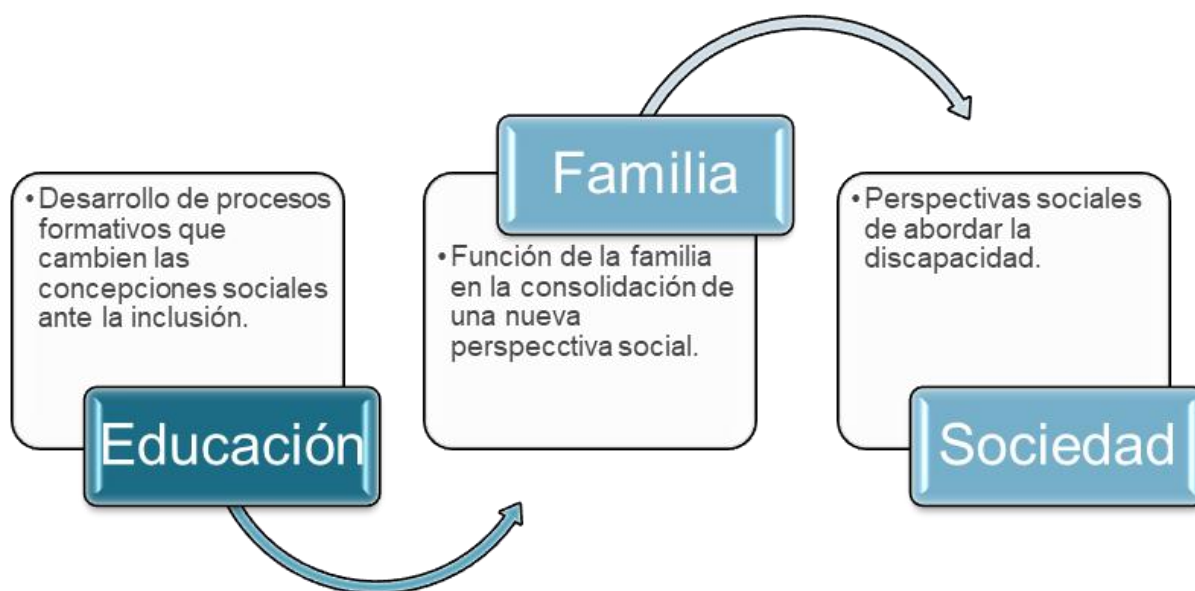 • Desarrollo de procesos
formativos que
cambien las
concepciones sociales
ante la inclusión.
Educación
Familia
• Función de la familia
en la consolidación de
una nueva
perspecctiva social.
• Perspectivas sociales
de abordar la
discapacidad.
Sociedad